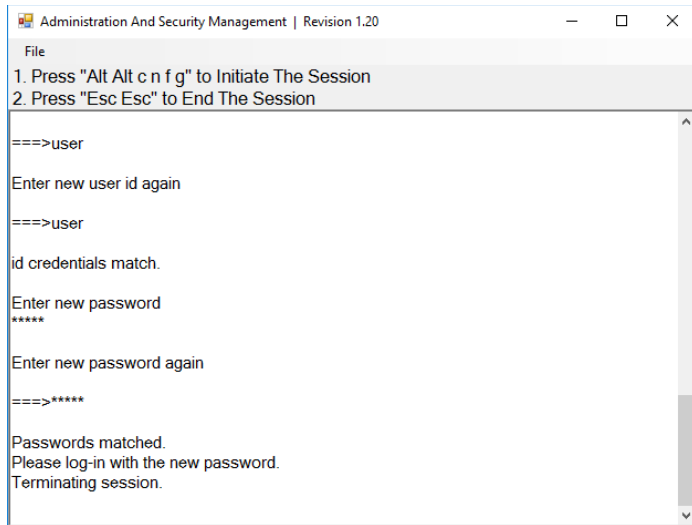 Administration And Security Management | Revision 1.20
File
1. Press "Alt Alt c n f g" to Initiate The Session
2. Press "Esc Esc" to End The Session
===>user
Enter new user id again
===>user
id credentials match.
Enter new password
*****
Enter new password again
===>*****
Passwords matched.
Please log-in with the new password.
Terminating session.